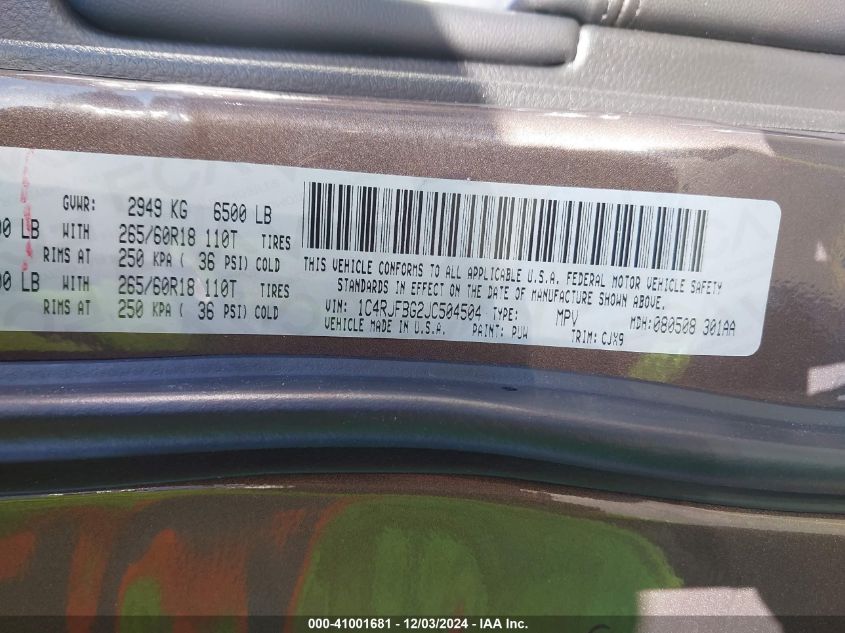 GVWR: 2949 KG 6500 LB
00 LB WITH 265/60R18 110T TIRES
RIMS AT 250 KPA ( 36 PSI) COLD
00 LB WITH 265/60R18 110T TIRES
RIMS AT 250 KPA ( 36 PSI) COLD
THIS VEHICLE CONFORMS TO ALL APPLICABLE U.S.A. FEDERAL MOTOR VEHICLE SAFETY
STANDARDS IN EFFECT ON THE DATE OF MANUFACTURE SHOWN ABOVE.
VIN: 1C4RJFBG2JC504504 TYPE: MPV MDH:080508 301AA
VEHICLE MADE IN U.S.A. PAINT: PUW TRIM: CJX9
000-41001681 - 12/03/2024 - IAA Inc.